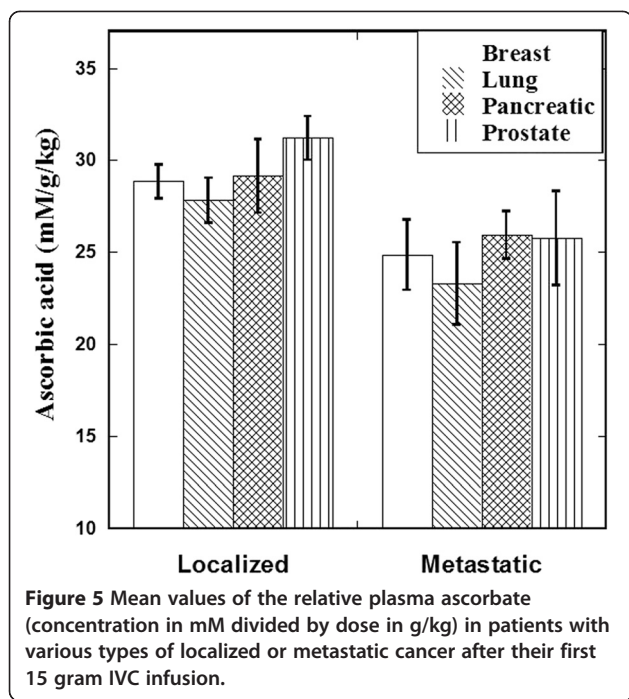 35
30
25
22
20
15
10
Ascorbic acid (mM/g/kg)
Breast
Lung
Pancreatic
Prostate
Localized
Metastatic
Figure 5 Mean values of the relative plasma ascorbate
(concentration in mM divided by dose in g/kg) in patients with
various types of localized or metastatic cancer after their first
15 gram IVC infusion.